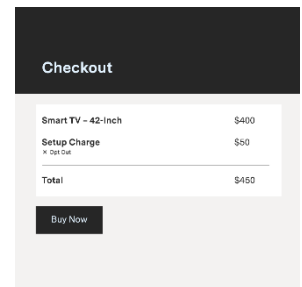 Checkout
Smart TV – 42-Inch $400
Setup Charge $50
✕ Opt Out
Total $450
Buy Now